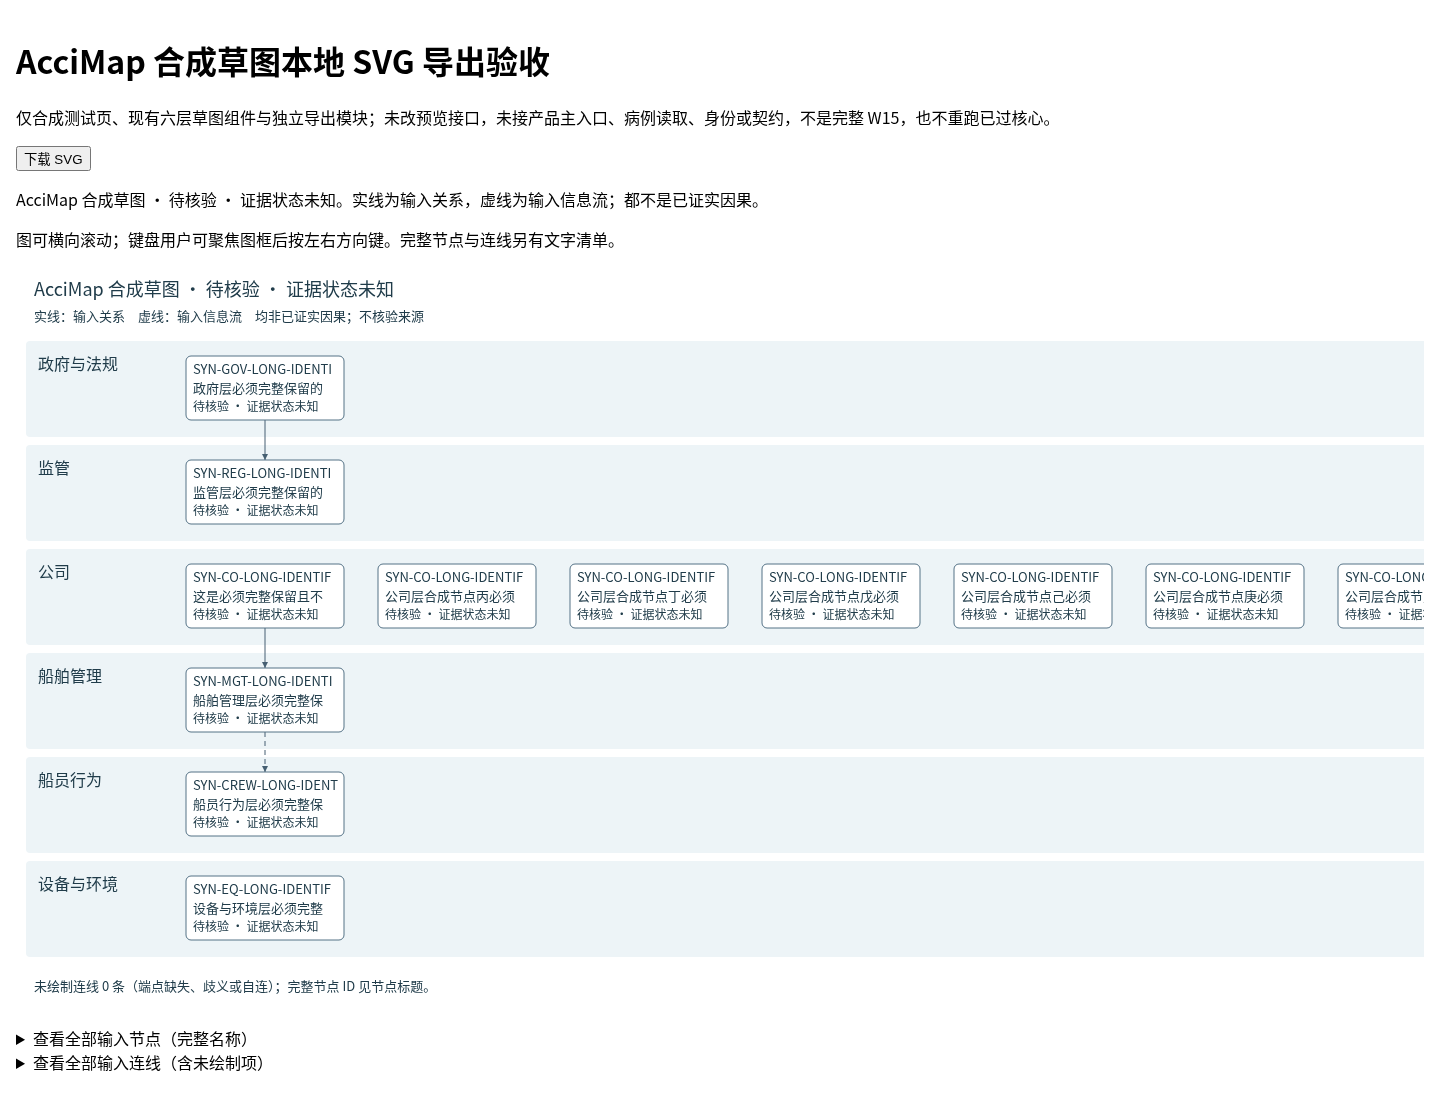 AcciMap 合成草图本地 SVG 导出验收
仅合成测试页、现有六层草图组件与独立导出模块；未改预览接口，未接产品主入口、病例读取、身份或契约，不是完整 W15，也不重跑已过核心。
下载 SVG
AcciMap 合成草图 · 待核验 · 证据状态未知。实线为输入关系，虚线为输入信息流；都不是已证实因果。
图可横向滚动；键盘用户可聚焦图框后按左右方向键。完整节点与连线另有文字清单。
AcciMap 合成草图 · 待核验 · 证据状态未知
实线：输入关系　虚线：输入信息流　均非已证实因果；不核验来源
政府与法规
SYN-GOV-LONG-IDENTI
政府层必须完整保留的
待核验 · 证据状态未知
监管
SYN-REG-LONG-IDENTI
监管层必须完整保留的
待核验 · 证据状态未知
公司
SYN-CO-LONG-IDENTIF
这是必须完整保留且不
待核验 · 证据状态未知
SYN-CO-LONG-IDENTIF
公司层合成节点丙必须
待核验 · 证据状态未知
SYN-CO-LONG-IDENTIF
公司层合成节点丁必须
待核验 · 证据状态未知
SYN-CO-LONG-IDENTIF
公司层合成节点戊必须
待核验 · 证据状态未知
SYN-CO-LONG-IDENTIF
公司层合成节点己必须
待核验 · 证据状态未知
SYN-CO-LONG-IDENTIF
公司层合成节点庚必须
待核验 · 证据状态未知
SYN-CO-LONG
公司层合成节
待核验 · 证据
船舶管理
SYN-MGT-LONG-IDENTI
船舶管理层必须完整保
待核验 · 证据状态未知
船员行为
SYN-CREW-LONG-IDENT
船员行为层必须完整保
待核验 · 证据状态未知
设备与环境
SYN-EQ-LONG-IDENTIF
设备与环境层必须完整
待核验 · 证据状态未知
未绘制连线 0 条（端点缺失、歧义或自连）；完整节点 ID 见节点标题。
查看全部输入节点（完整名称）
查看全部输入连线（含未绘制项）